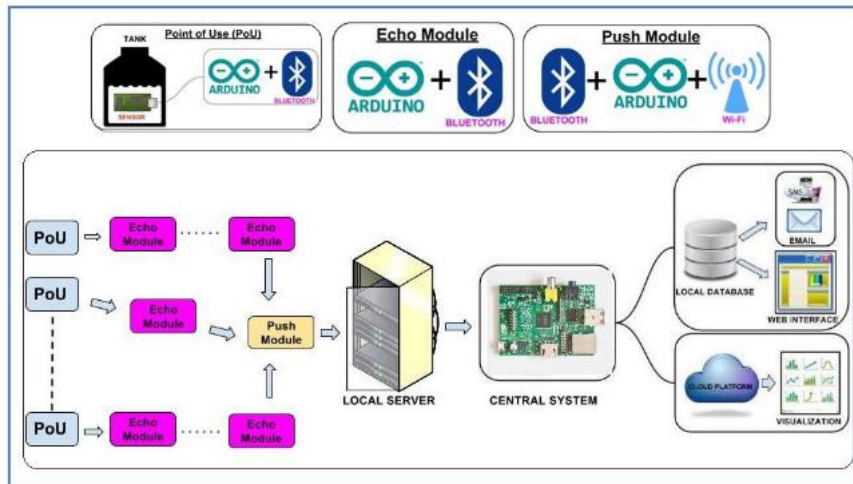 Point of Use (PoU)
TANK
SENSOR
ARDUINO
BLUETOOTH
Echo Module
ARDUINO
BLUETOOTH
Push Module
BLUETOOTH
ARDUINO
Wi-Fi
PoU
Echo
Module
Echo
Module
PoU
Echo
Module
Push
Module
PoU
Echo
Module
Echo
Module
LOCAL SERVER
CENTRAL SYSTEM
SMS
EMAIL
LOCAL DATABASE
WEB INTERFACE
CLOUD PLATFORM
VISUALIZATION